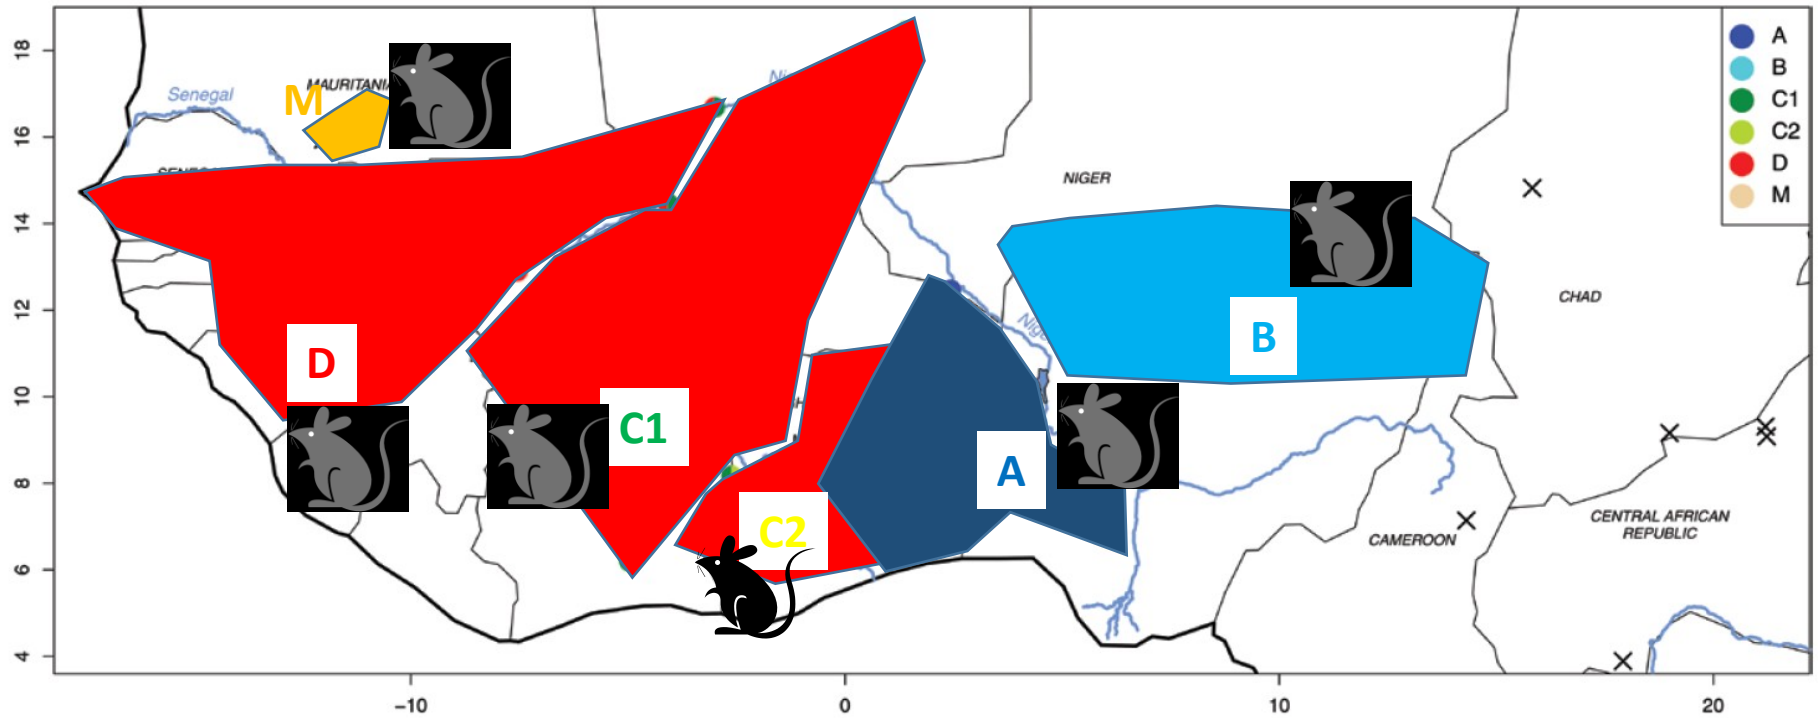 18
16
14
12
10
8
6
4
-10
0
10
20
Senegal
MAURITANIA
M
NIGER
CHAD
CENTRAL AFRICAN
REPUBLIC
CAMEROON
D
C1
C2
A
B
A
B
C1
C2
D
M